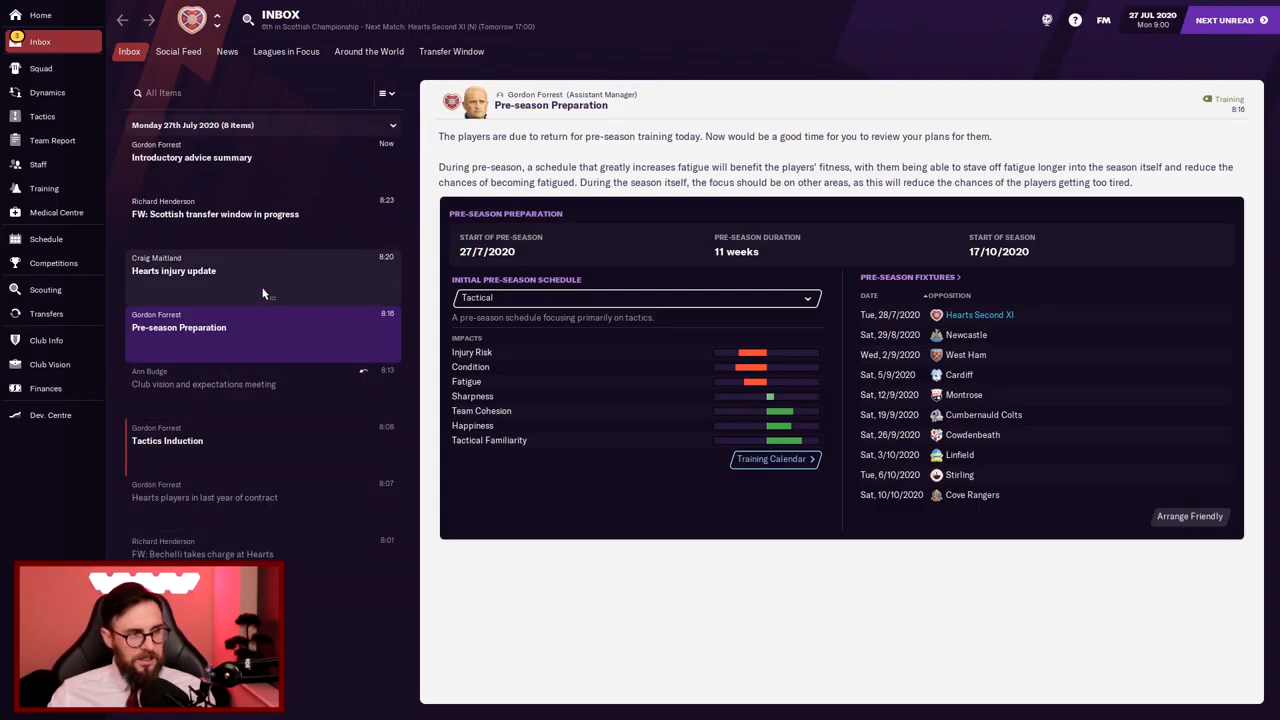 Home
3
Inbox
Squad
Dynamics
Tactics
Team Report
Staff
Training
Medical Centre
Schedule
Competitions
Scouting
Transfers
Club Info
Club Vision
Finances
Dev. Centre
INBOX
6th in Scottish Championship - Next Match: Hearts Second XI (N) (Tomorrow 17:00)
?
FM
27 JUL 2020
Mon 9:00
NEXT UNREAD
Inbox
Social Feed
News
Leagues in Focus
Around the World
Transfer Window
All Items
Monday 27th July 2020 (8 items)
Gordon Forrest
Now
Introductory advice summary
Richard Henderson
8:23
FW: Scottish transfer window in progress
Craig Maitland
8:20
Hearts injury update
Gordon Forrest
8:16
Pre-season Preparation
Ann Budge
8:13
Club vision and expectations meeting
Gordon Forrest
8:08
Tactics Induction
Gordon Forrest
8:07
Hearts players in last year of contract
Richard Henderson
8:01
FW: Bechelli takes charge at Hearts
Gordon Forrest (Assistant Manager)
Pre-season Preparation
Training
8:16
The players are due to return for pre-season training today. Now would be a good time for you to review your plans for them.
During pre-season, a schedule that greatly increases fatigue will benefit the players' fitness, with them being able to stave off fatigue longer into the season itself and reduce the
chances of becoming fatigued. During the season itself, the focus should be on other areas, as this will reduce the chances of the players getting too tired.
PRE-SEASON PREPARATION
START OF PRE-SEASON
27/7/2020
PRE-SEASON DURATION
11 weeks
START OF SEASON
17/10/2020
INITIAL PRE-SEASON SCHEDULE
Tactical
A pre-season schedule focusing primarily on tactics.
IMPACTS
Injury Risk
Condition
Fatigue
Sharpness
Team Cohesion
Happiness
Tactical Familiarity
Training Calendar >
PRE-SEASON FIXTURES >
DATE
OPPOSITION
Tue, 28/7/2020 Hearts Second XI
Sat, 29/8/2020 Newcastle
Wed, 2/9/2020 West Ham
Sat, 5/9/2020 Cardiff
Sat, 12/9/2020 Montrose
Sat, 19/9/2020 Cumbernauld Colts
Sat, 26/9/2020 Cowdenbeath
Sat, 3/10/2020 Linfield
Tue, 6/10/2020 Stirling
Sat, 10/10/2020 Cove Rangers
Arrange Friendly